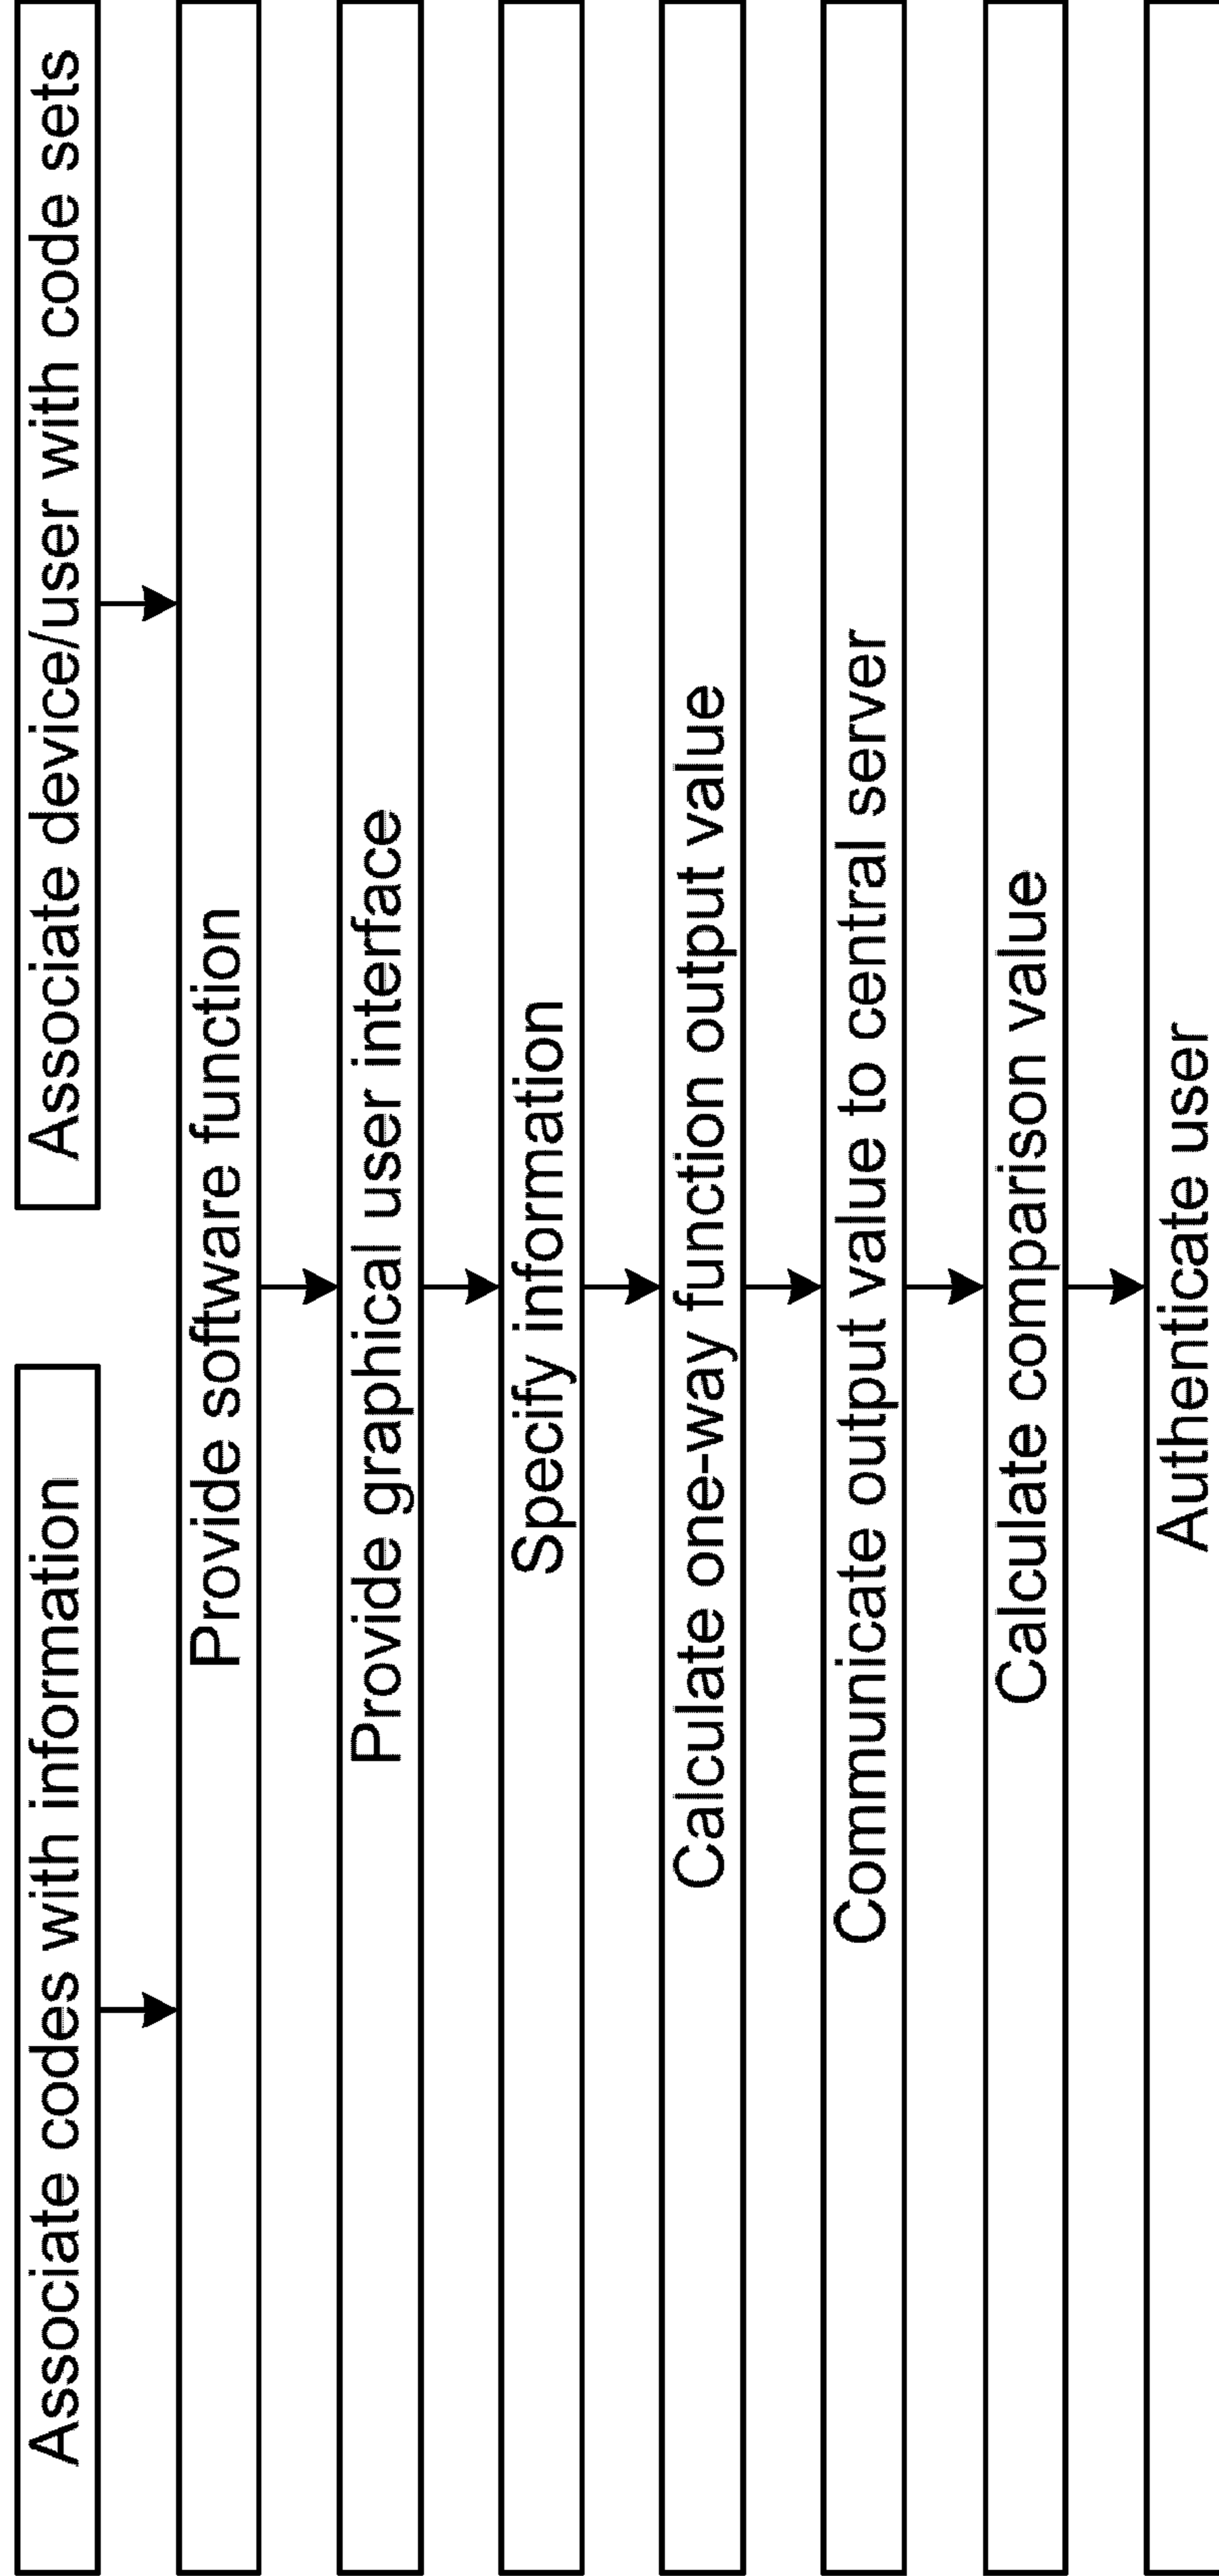 Associate codes with information
Associate device/user with code sets
Provide software function
Provide graphical user interface
Specify information
Calculate one-way function output value
Communicate output value to central server
Calculate comparison value
Authenticate user